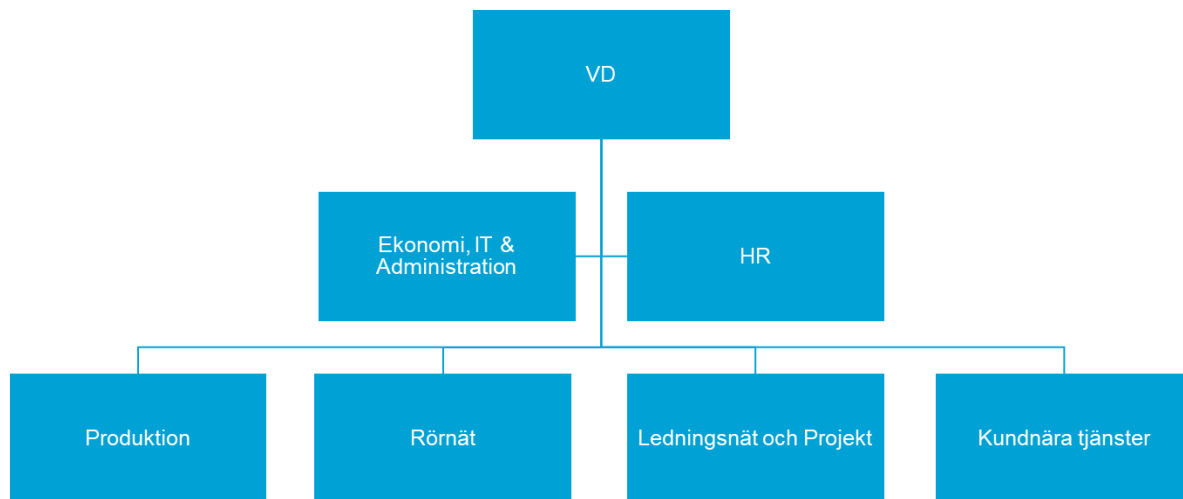 VD
Ekonomi, IT &
Administration
HR
Produktion
Rörnät
Ledningsnät och Projekt
Kundnära tjänster